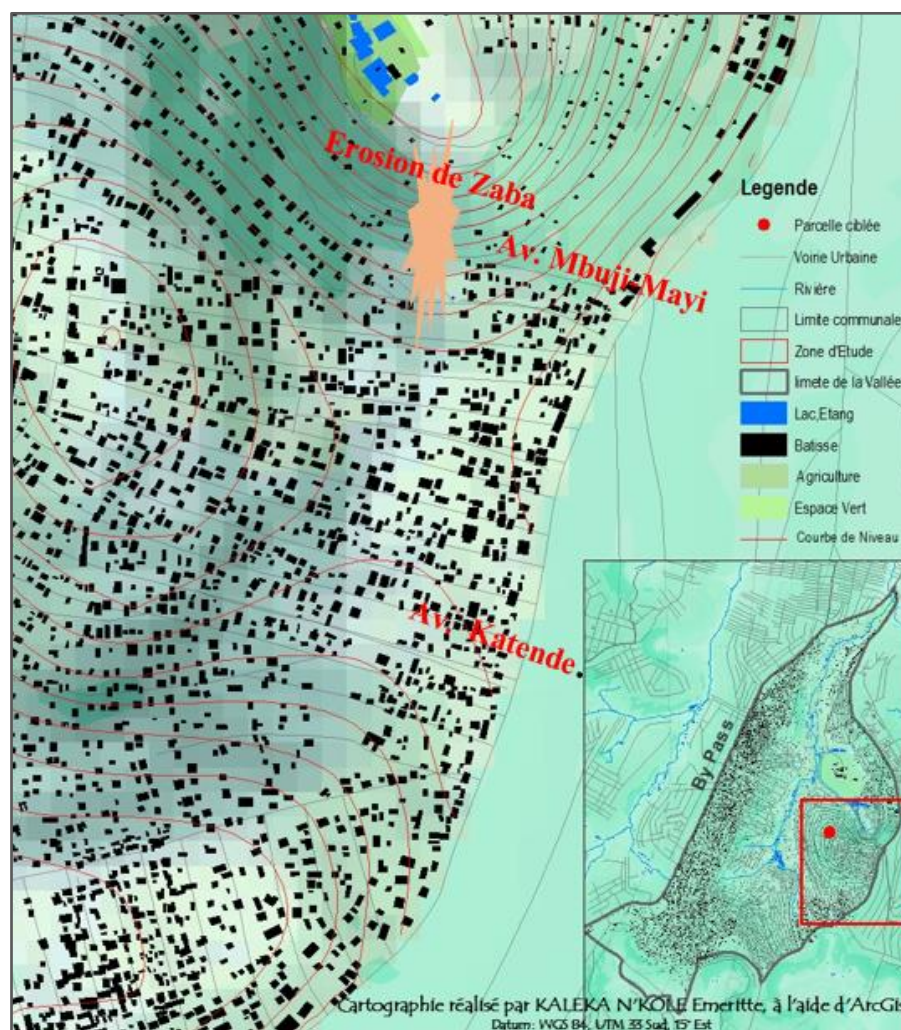 Erosion de Zaba
Av. Mbuji-Mayi
Av. Katende.
Legende
Parcelle ciblée
Voirie Urbaine
Rivière
Limite communale
Zone d'Etude
limete de la Vallée
Lac,Etang
Batisse
Agriculture
Espace Vert
Courbe de Niveau
By Pass
Cartographie réalisé par KALEKA N'KOLE Emeritte, à l'aide d'ArcGis
Datum: WGS 84, UTM 33 Sud, 15° Est